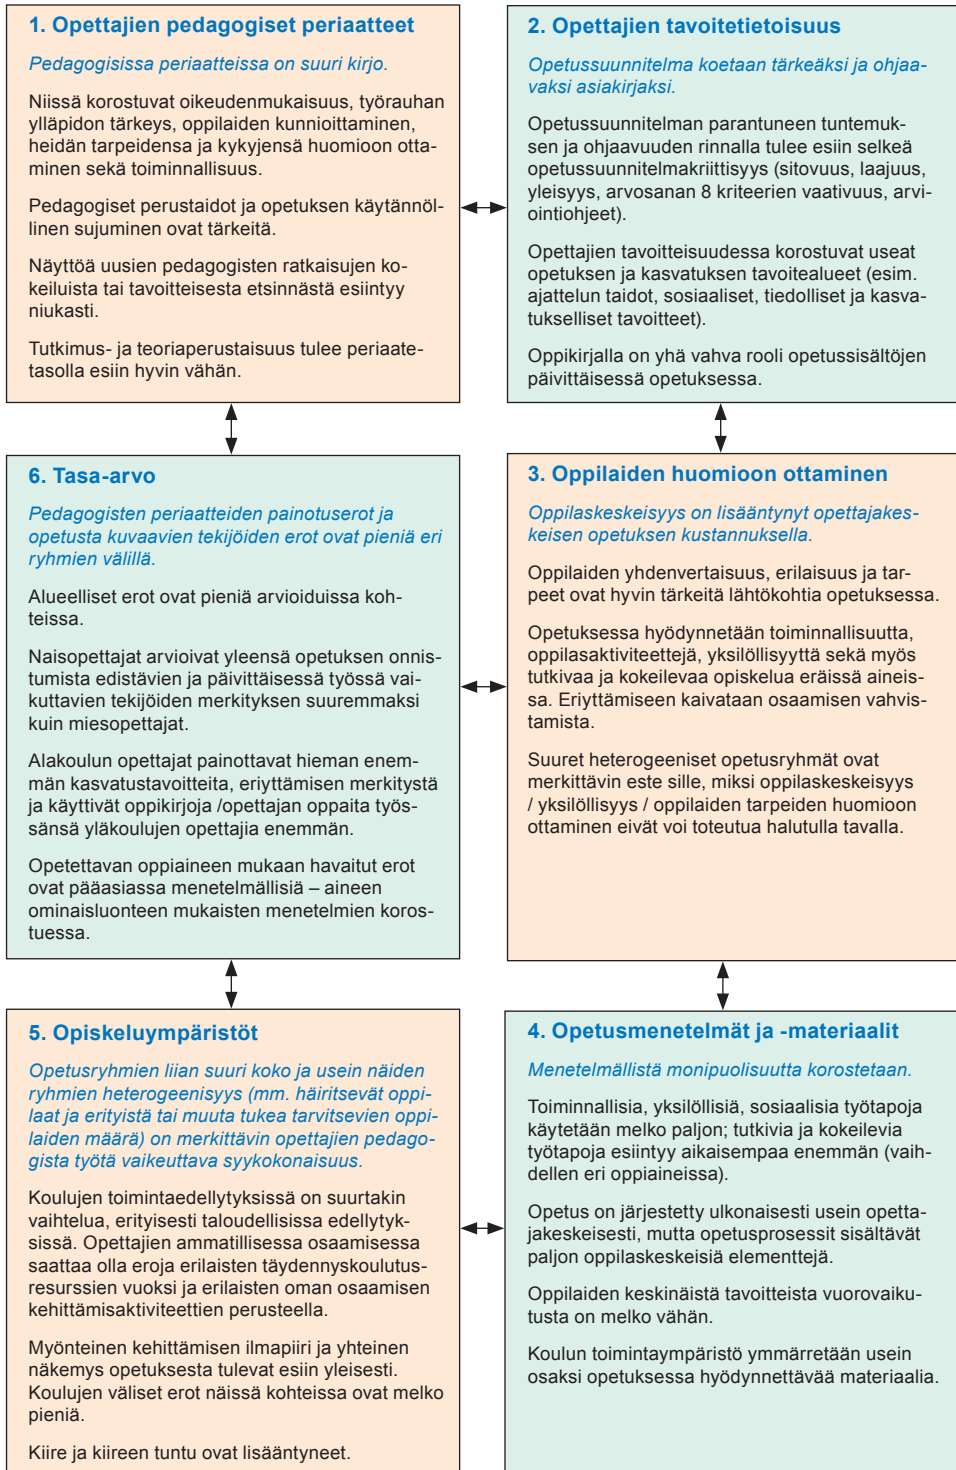 1. Opettajien pedagogiset periaatteet
Pedagogisissa periaatteissa on suuri kirjo.
Niissä korostuvat oikeudenmukaisuus, työrauhan
ylläpidon tärkeys, oppilaiden kunnioittaminen,
heidän tarpeidensa ja kykyjensä huomioon otta-
minen sekä toiminnallisuus.
Pedagogiset perustaidot ja opetuksen käytännöl-
linen sujuminen ovat tärkeitä.
Näyttöä uusien pedagogisten ratkaisujen ko-
keiluista tai tavoitteisesta etsinnästä esiintyy
niukasti.
Tutkimus- ja teoriaperustaisuus tulee periaate-
tasolla esiin hyvin vähän.
2. Opettajien tavoitetietoisuus
Opetussuunnitelma koetaan tärkeäksi ja ohjaa-
vaksi asiakirjaksi.
Opetussuunnitelman parantuneen tuntemuk-
sen ja ohjaavuuden rinnalla tulee esiin selkeä
opetussuunnitelmakriittisyys (sitovuus, laajuus,
yleisyys, arvosanan 8 kriteerien vaativuus, arvi-
ointiohjeet).
Opettajien tavoitteisuudessa korostuvat useat
opetuksen ja kasvatuksen tavoitealueet (esim.
ajattelun taidot, sosiaaliset, tiedolliset ja kasva-
tukselliset tavoitteet).
Oppikirjalla on yhä vahva rooli opetussisältöjen
päivittäisessä opetuksessa.
6. Tasa-arvo
Pedagogisten periaatteiden painotuserot ja
opetusta kuvaavien tekijöiden erot ovat pieniä eri
ryhmien välillä.
Alueelliset erot ovat pieniä arvioiduissa koh-
teissa.
Naisopettajat arvioivat yleensä opetuksen onnis-
tumista edistävien ja päivittäisessä työssä vai-
kuttavien tekijöiden merkityksen suuremmaksi
kuin miesopettajat.
Alakoulun opettajat painottavat hieman enem-
män kasvatustavoitteita, eriyttämisen merkitystä
ja käyttivät oppikirjoja /opettajan oppaita työs-
sänsä yläkoulujen opettajia enemmän.
Opetettavan oppiaineen mukaan havaitut erot
ovat pääasiassa menetelmällisiä – aineen
ominaisluonteen mukaisten menetelmien koros-
tuessa.
3. Oppilaiden huomioon ottaminen
Oppilaskeskeisyys on lisääntynyt opettajakes-
keisen opetuksen kustannuksella.
Oppilaiden yhdenvertaisuus, erilaisuus ja tar-
peet ovat hyvin tärkeitä lähtökohtia opetuksessa.
Opetuksessa hyödynnetään toiminnallisuutta,
oppilasaktiviteettejä, yksilöllisyyttä sekä myös
tutkivaa ja kokeilevaa opiskelua eräissä aineis-
sa. Eriyttämiseen kaivataan osaamisen vahvis-
tamista.
Suuret heterogeeniset opetusryhmät ovat
merkittävin este sille, miksi oppilaskeskeisyys
/ yksilöllisyys / oppilaiden tarpeiden huomioon
ottaminen eivät voi toteutua halutulla tavalla.
5. Opiskeluympäristöt
Opetusryhmien liian suuri koko ja usein näiden
ryhmien heterogeenisyys (mm. häiritsevät oppi-
laat ja erityistä tai muuta tukea tarvitsevien oppi-
laiden määrä) on merkittävin opettajien pedago-
gista työtä vaikeuttava syykokonaisuus.
Koulujen toimintaedellytyksissä on suurtakin
vaihtelua, erityisesti taloudellisissa edellytyk-
sissä. Opettajien ammatillisessa osaamisessa
saattaa olla eroja erilaisten täydennyskoulutus-
resurssien vuoksi ja erilaisten oman osaamisen
kehittämisaktiviteettien perusteella.
Myönteinen kehittämisen ilmapiiri ja yhteinen
näkemys opetuksesta tulevat esiin yleisesti.
Koulujen väliset erot näissä kohteissa ovat melko
pieniä.
Kiire ja kiireen tuntu ovat lisääntyneet.
4. Opetusmenetelmät ja -materiaalit
Menetelmällistä monipuolisuutta korostetaan.
Toiminnallisia, yksilöllisiä, sosiaalisia työtapoja
käytetään melko paljon; tutkivia ja kokeilevia
työtapoja esiintyy aikaisempaa enemmän (vaih-
dellen eri oppiaineissa).
Opetus on järjestetty ulkonaisesti usein opetta-
jakeskeisesti, mutta opetusprosessit sisältävät
paljon oppilaskeskeisiä elementtejä.
Oppilaiden keskinäistä tavoitteista vuorovaiku-
tusta on melko vähän.
Koulun toimintaympäristö ymmärretään usein
osaksi opetuksessa hyödynnettävää materiaalia.